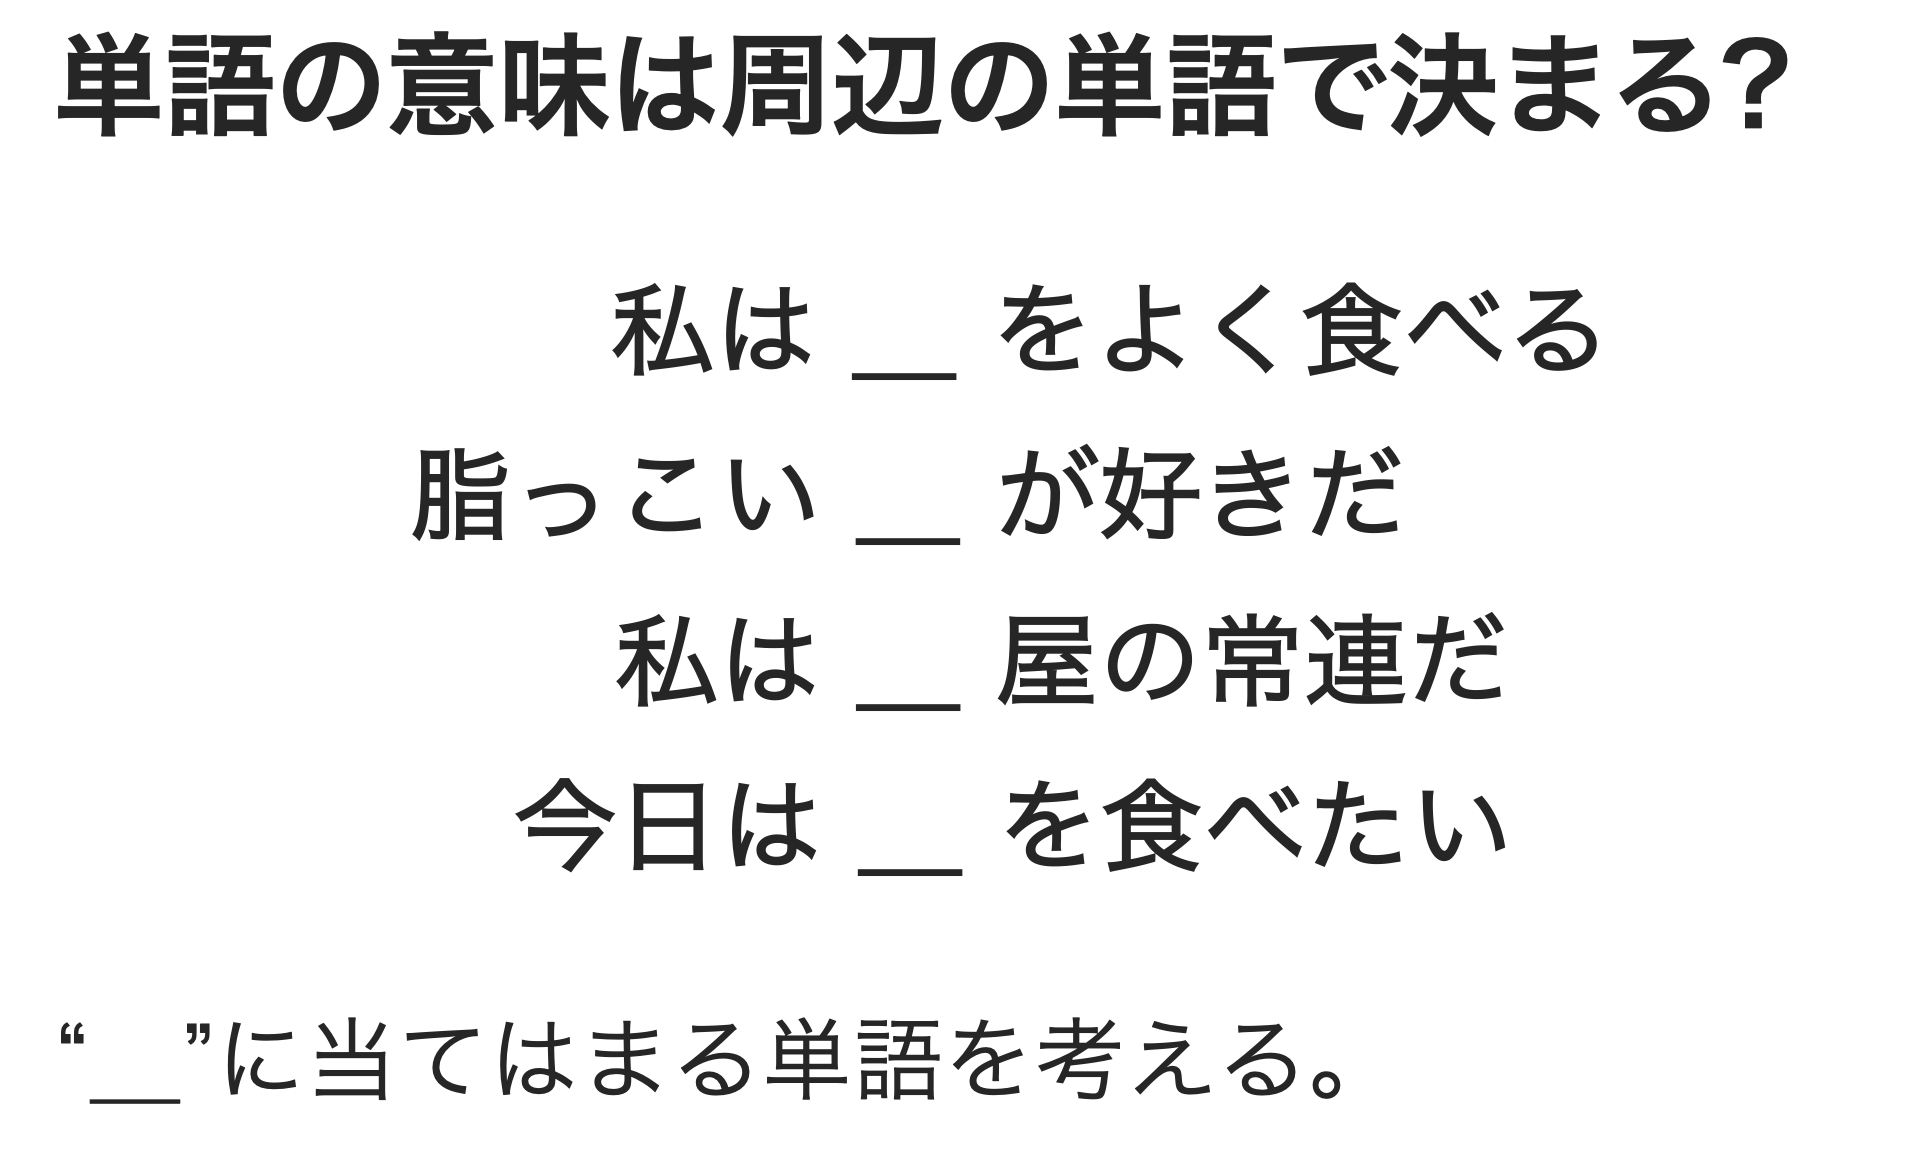 単語の意味は周辺の単語で決まる?
私は __ をよく食べる
脂っこい __ が好きだ
私は __ 屋の常連だ
今日は __ を食べたい
“__”に当てはまる単語を考える。